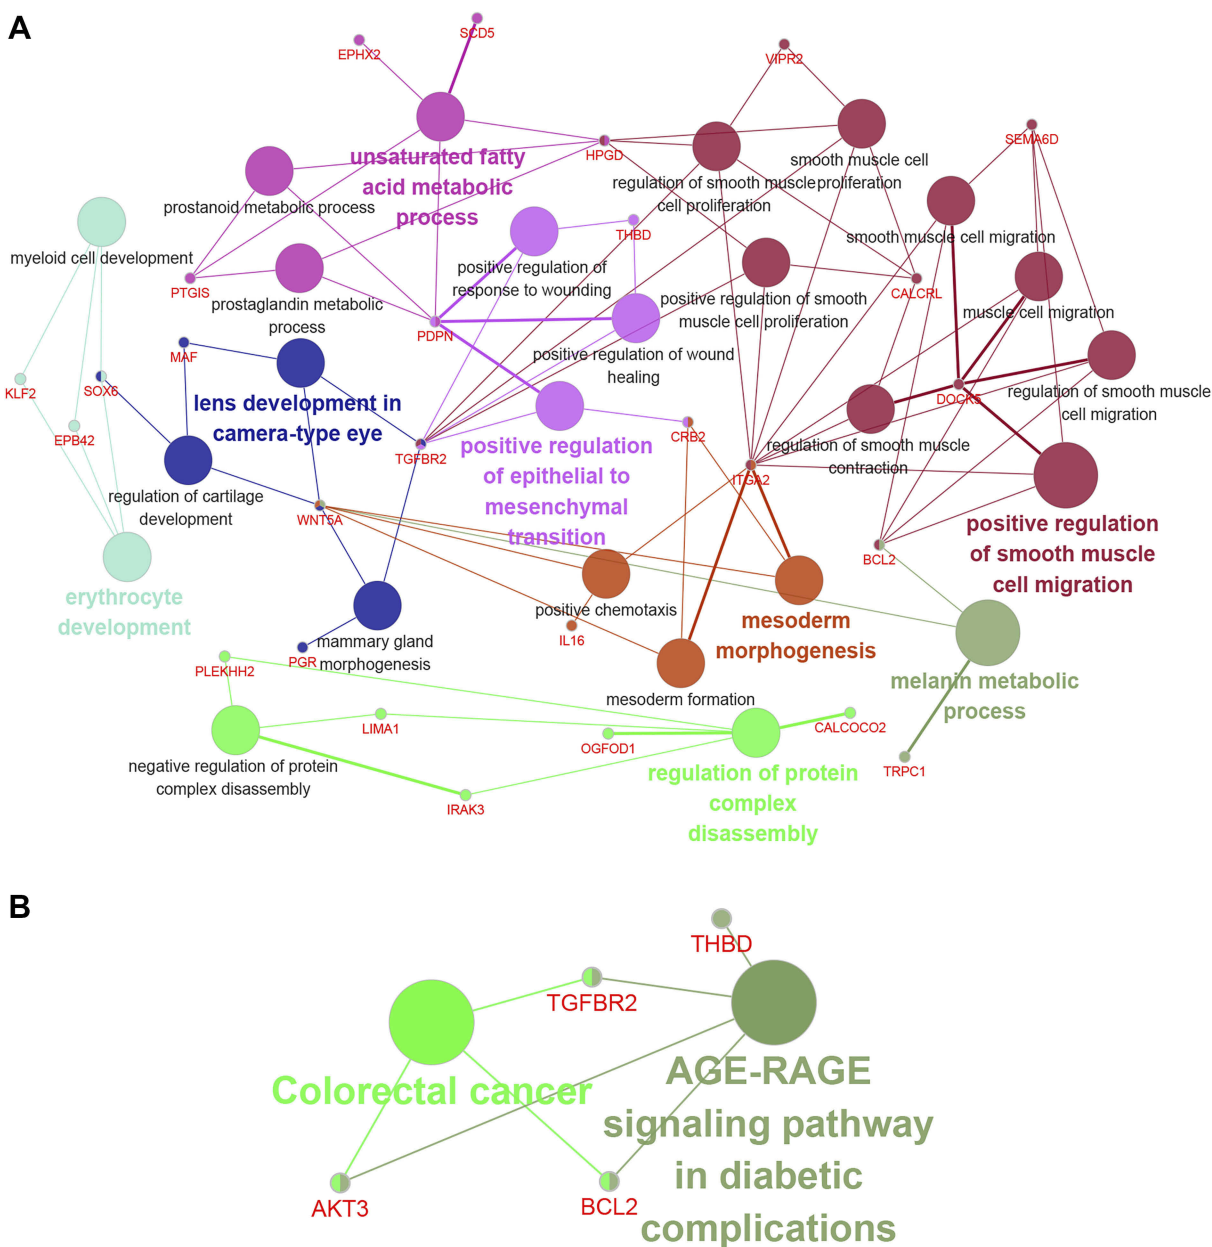 A
SCD5
EPHX2
VIPR2
SEMA6D
HPGD
unsaturated fatty
acid metabolic
process
smooth muscle cell
proliferation
regulation of smooth muscle
cell proliferation
prostanoid metabolic process
THBD
smooth muscle cell migration
myeloid cell development
positive regulation of
response to wounding
PTGIS
prostaglandin metabolic
process
positive regulation of smooth
muscle cell proliferation
CALCRL
muscle cell migration
PDPN
MAF
positive regulation of wound
healing
KLF2
SOX6
lens development in
camera-type eye
DOCK5
regulation of smooth muscle
cell migration
EPB42
TGFBR2
CRB2
positive regulation
of epithelial to
mesenchymal
transition
regulation of smooth muscle
contraction
ITGA2
regulation of cartilage
development
WNT5A
positive regulation
of smooth muscle
cell migration
BCL2
erythrocyte
development
positive chemotaxis
IL16
mesoderm
morphogenesis
mammary gland
morphogenesis
PGR
PLEKHH2
mesoderm formation
melanin metabolic
process
LIMA1
OGFOD1
CALCOCO2
negative regulation of protein
complex disassembly
regulation of protein
complex
disassembly
TRPC1
IRAK3
B
THBD
TGFBR2
Colorectal cancer
AGE-RAGE
signaling pathway
in diabetic
complications
AKT3
BCL2